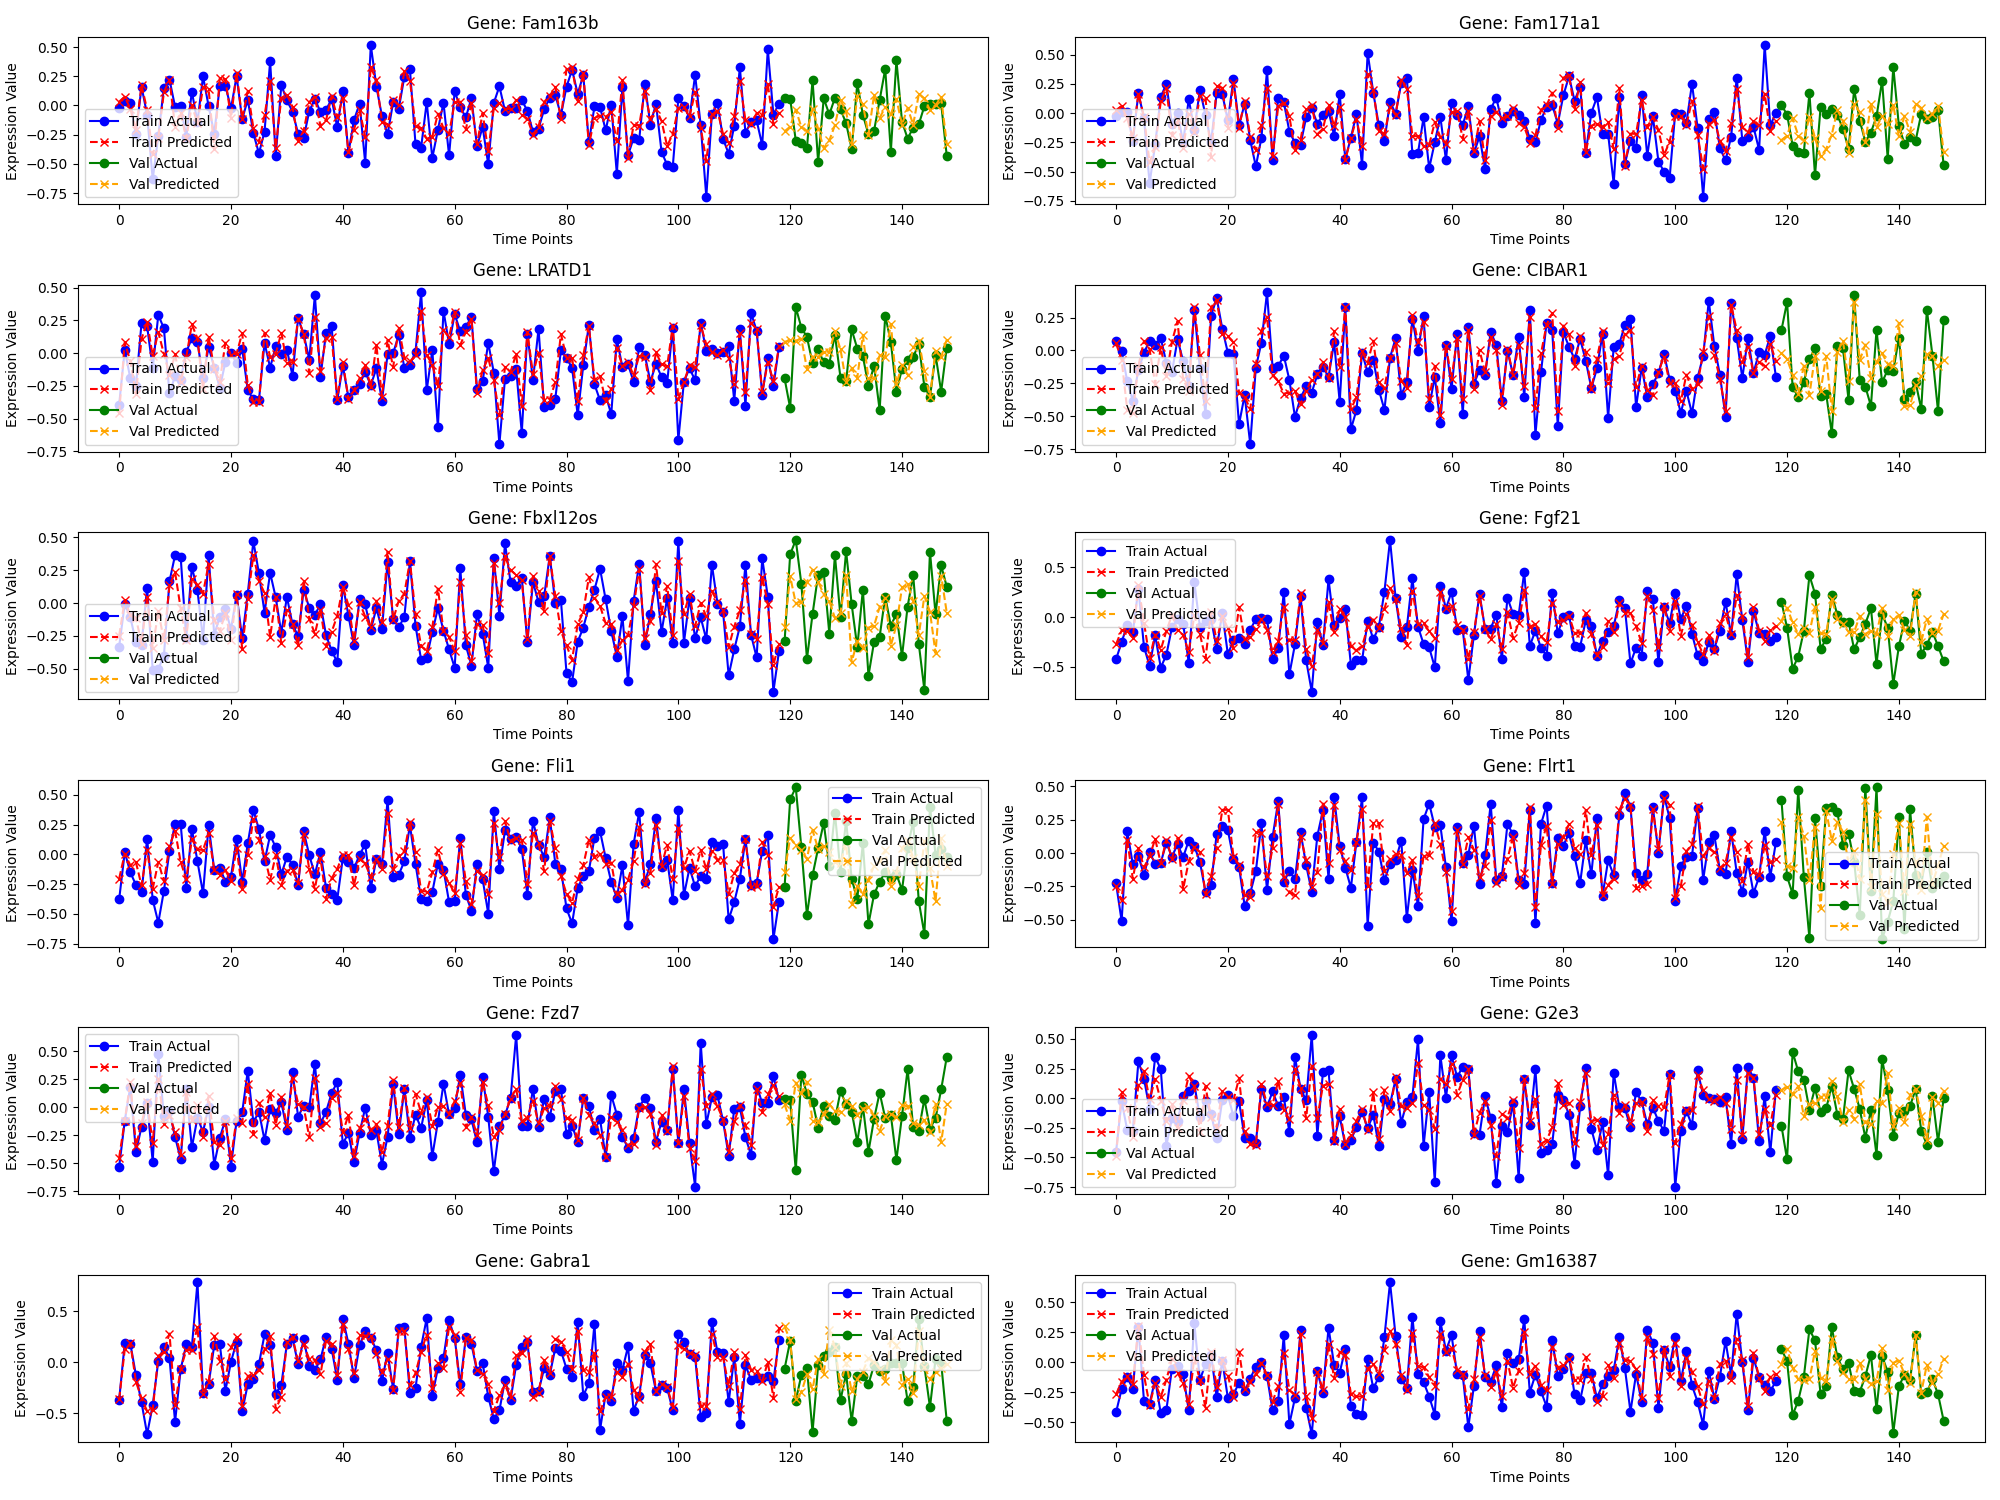 Gene: Fam163b
Expression Value
0.50
0.25
0.00
−0.25
−0.50
−0.75
Train Actual
Train Predicted
Val Actual
Val Predicted
0 20 40 60 80 100 120 140
Time Points
Gene: Fam171a1
Expression Value
0.50
0.25
0.00
−0.25
−0.50
−0.75
Train Actual
Train Predicted
Val Actual
Val Predicted
0 20 40 60 80 100 120 140
Time Points
Gene: LRATD1
Expression Value
0.50
0.25
0.00
−0.25
−0.50
−0.75
Train Actual
Train Predicted
Val Actual
Val Predicted
0 20 40 60 80 100 120 140
Time Points
Gene: CIBAR1
Expression Value
0.25
0.00
−0.25
−0.50
−0.75
Train Actual
Train Predicted
Val Actual
Val Predicted
0 20 40 60 80 100 120 140
Time Points
Gene: Fbxl12os
Expression Value
0.50
0.25
0.00
−0.25
−0.50
Train Actual
Train Predicted
Val Actual
Val Predicted
0 20 40 60 80 100 120 140
Time Points
Gene: Fgf21
Expression Value
0.5
0.0
−0.5
Train Actual
Train Predicted
Val Actual
Val Predicted
0 20 40 60 80 100 120 140
Time Points
Gene: Fli1
Expression Value
0.50
0.25
0.00
−0.25
−0.50
−0.75
Train Actual
Train Predicted
Val Actual
Val Predicted
0 20 40 60 80 100 120 140
Time Points
Gene: Flrt1
Expression Value
0.50
0.25
0.00
−0.25
−0.50
Train Actual
Train Predicted
Val Actual
Val Predicted
0 20 40 60 80 100 120 140
Time Points
Gene: Fzd7
Expression Value
0.50
0.25
0.00
−0.25
−0.50
−0.75
Train Actual
Train Predicted
Val Actual
Val Predicted
0 20 40 60 80 100 120 140
Time Points
Gene: G2e3
Expression Value
0.50
0.25
0.00
−0.25
−0.50
−0.75
Train Actual
Train Predicted
Val Actual
Val Predicted
0 20 40 60 80 100 120 140
Time Points
Gene: Gabra1
Expression Value
0.5
0.0
−0.5
Train Actual
Train Predicted
Val Actual
Val Predicted
0 20 40 60 80 100 120 140
Time Points
Gene: Gm16387
Expression Value
0.50
0.25
0.00
−0.25
−0.50
Train Actual
Train Predicted
Val Actual
Val Predicted
0 20 40 60 80 100 120 140
Time Points